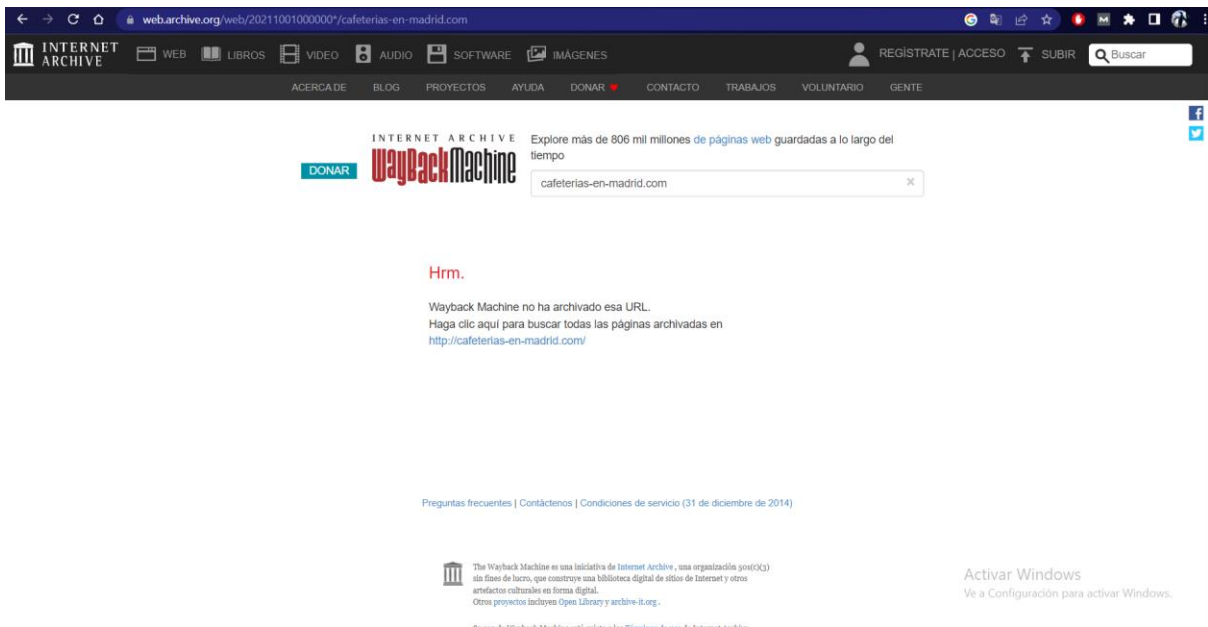 web.archive.org/web/20211001000000*/cafeterias-en-madrid.com
INTERNET ARCHIVE
WEB LIBROS VIDEO AUDIO SOFTWARE IMÁGENES REGÍSTRATE | ACCESO SUBIR Buscar
ACERCA DE BLOG PROYECTOS AYUDA DONAR CONTACTO TRABAJOS VOLUNTARIO GENTE
DONAR
INTERNET ARCHIVE
WayBackMachine
Explore más de 806 mil millones de páginas web guardadas a lo largo del
tiempo
cafeterias-en-madrid.com
Hrm.
Wayback Machine no ha archivado esa URL.
Haga clic aquí para buscar todas las páginas archivadas en
http://cafeterias-en-madrid.com/
Preguntas frecuentes | Contáctenos | Condiciones de servicio (31 de diciembre de 2014)
The Wayback Machine es una iniciativa de Internet Archive , una organización 501(c)(3)
sin fines de lucro, que construye una biblioteca digital de sitios de Internet y otros
artefactos culturales en forma digital.
Otros proyectos incluyen Open Library y archive-it.org .
Activar Windows
Ve a Configuración para activar Windows.